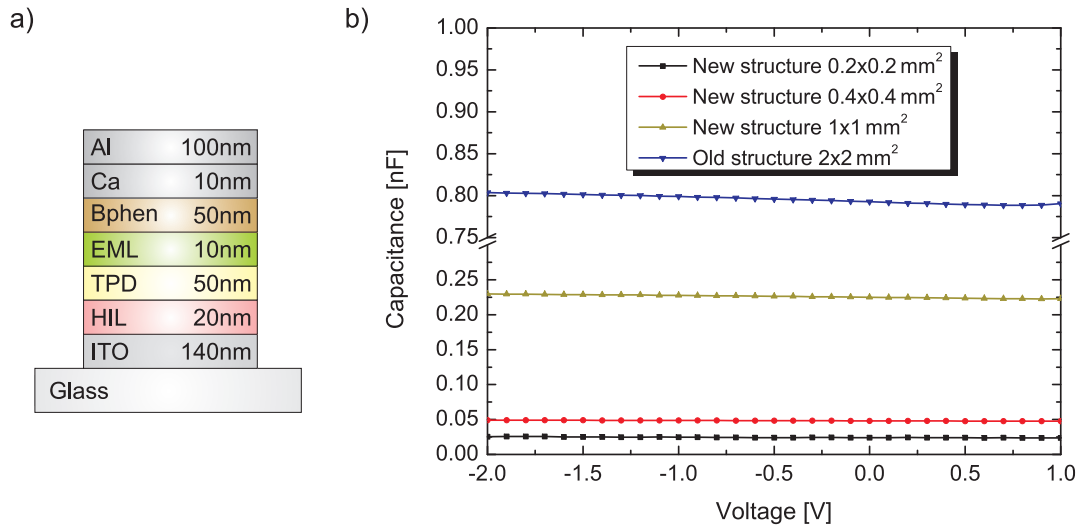 a)
Al 100nm
Ca 10nm
Bphen 50nm
EML 10nm
TPD 50nm
HIL 20nm
ITO 140nm
Glass
b)
Capacitance [nF]
1.00
0.95
0.90
0.85
0.80
0.75
0.25
0.20
0.15
0.10
0.05
0.00
New structure 0.2x0.2 mm²
New structure 0.4x0.4 mm²
New structure 1x1 mm²
Old structure 2x2 mm²
-2.0 -1.5 -1.0 -0.5 0.0 0.5 1.0
Voltage [V]